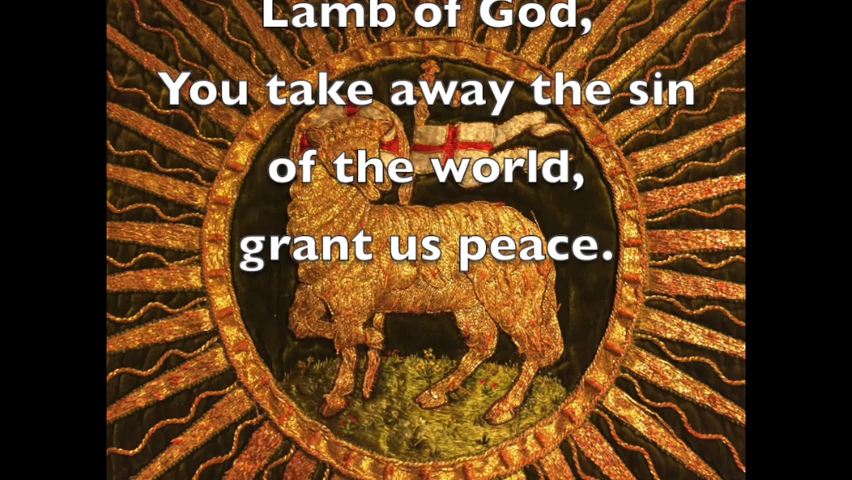 Lamb of God,
You take away the sin
of the world,
grant us peace.